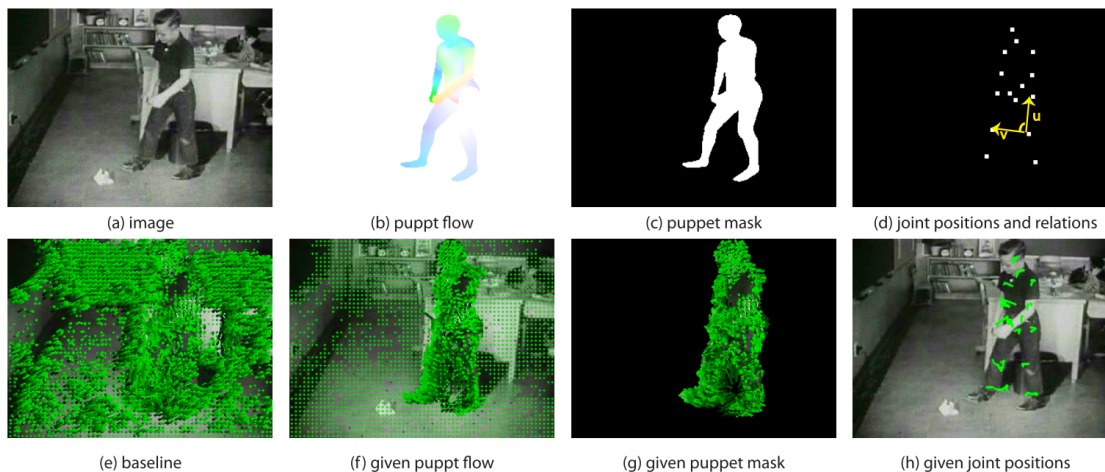 u
v
(a) image
(b) puppt flow
(c) puppet mask
(d) joint positions and relations
(e) baseline
(f) given puppt flow
(g) given puppet mask
(h) given joint positions